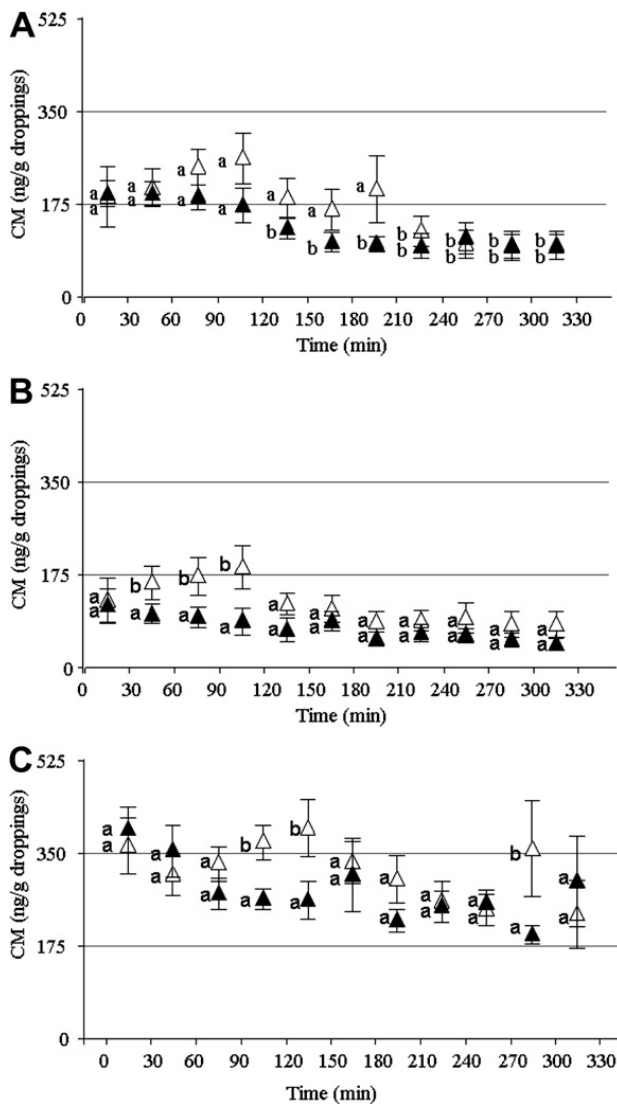 A
525
350
175
0
CM (ng/g droppings)
a a a a a a a b b b b
a a a a b b b b b b b
0 30 60 90 120 150 180 210 240 270 300 330
Time (min)
B
525
350
175
0
CM (ng/g droppings)
a b b b a a a a a a a
a a a a a a a a a a a
0 30 60 90 120 150 180 210 240 270 300 330
Time (min)
C
525
350
175
0
CM (ng/g droppings)
a a a b b a a a a b a
a a a a a a a a a a a
0 30 60 90 120 150 180 210 240 270 300 330
Time (min)